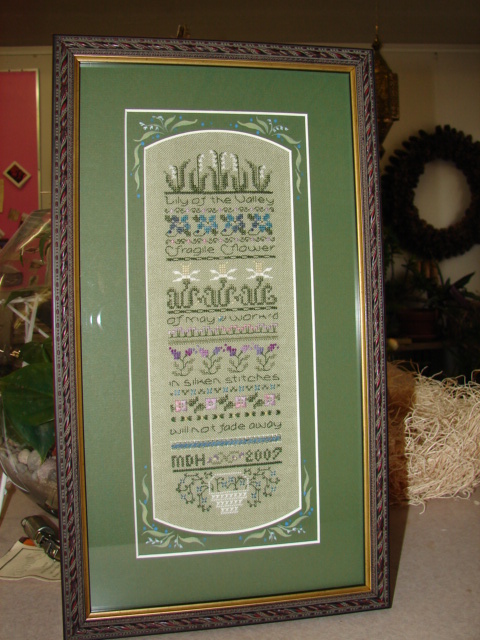 Lily of the Valley
fragile flower
of may work'd
in silken stitches
will not fade away
MDH 2007